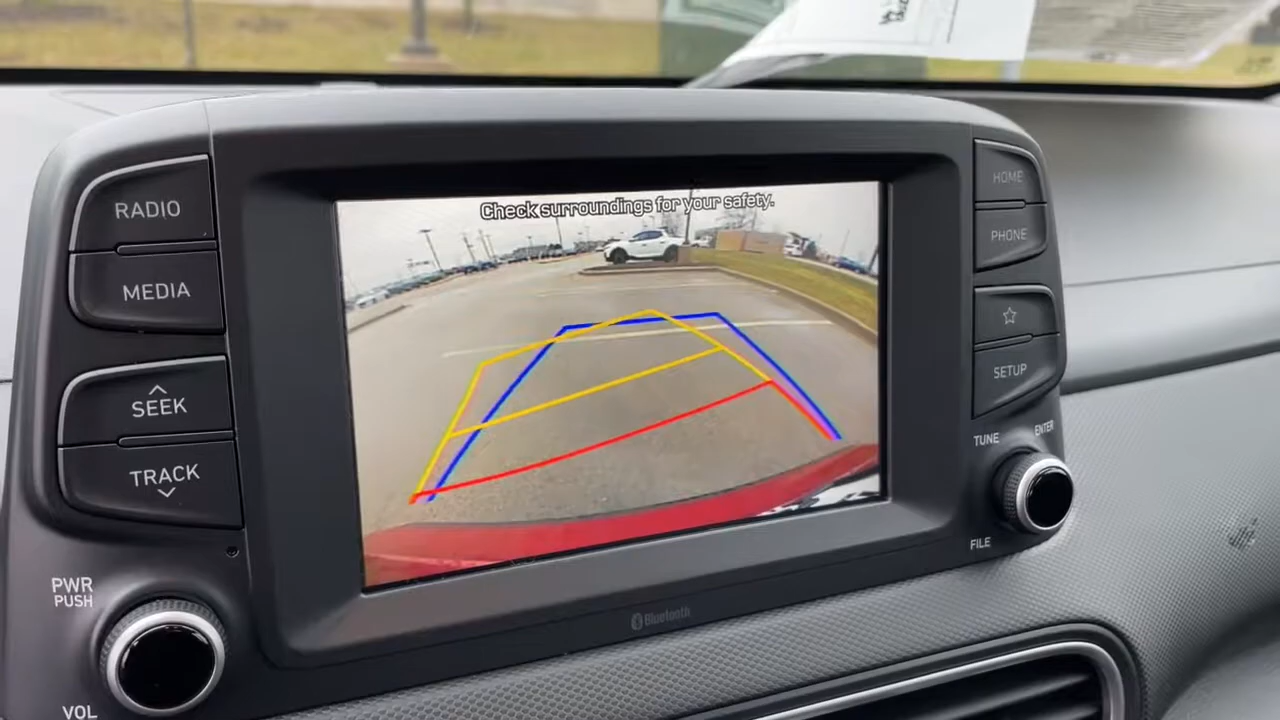 Check surroundings for your safety.
RADIO
MEDIA
SEEK
TRACK
PWR
PUSH
VOL
HOME
PHONE
SETUP
TUNE
ENTER
FILE
Bluetooth